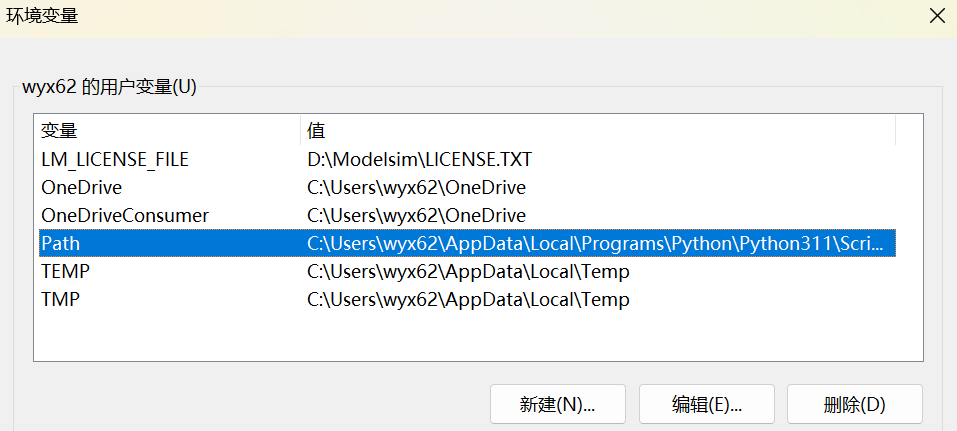 环境变量
wyx62 的用户变量(U)
变量 值
LM_LICENSE_FILE D:\Modelsim\LICENSE.TXT
OneDrive C:\Users\wyx62\OneDrive
OneDriveConsumer C:\Users\wyx62\OneDrive
Path C:\Users\wyx62\AppData\Local\Programs\Python\Python311\Scri...
TEMP C:\Users\wyx62\AppData\Local\Temp
TMP C:\Users\wyx62\AppData\Local\Temp
新建(N)... 编辑(E)... 删除(D)